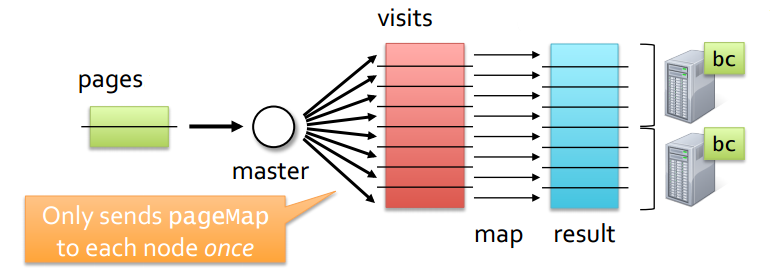 visits
pages
bc
bc
master
Only sends pageMap
to each node once
map
result